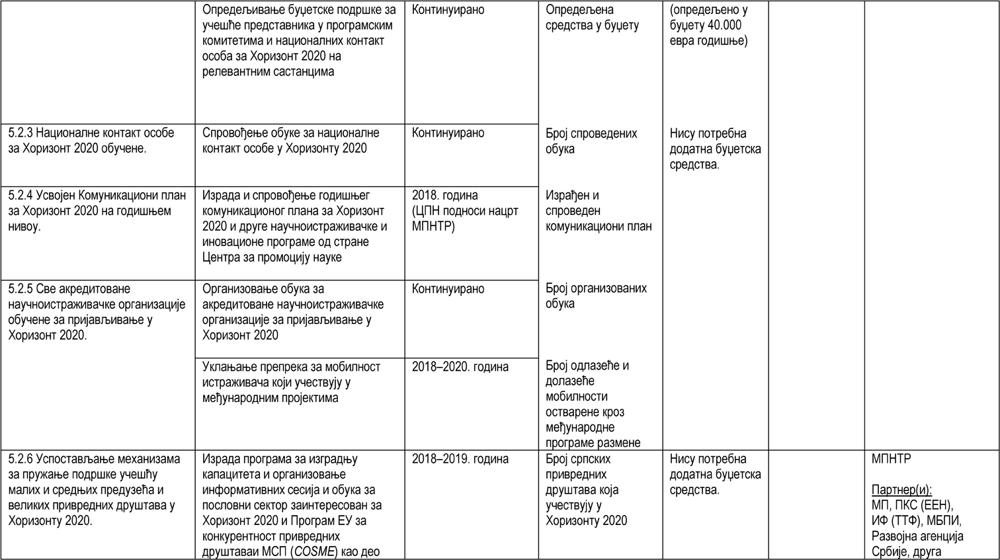 Опредељивање буџетске подршке за
учешће представника у програмским
комитетима и националних контакт
особа за Хоризонт 2020 на
релевантним састанцима
Континуирано
Опредељена
средства у буџету
(опредељено у
буџету 40.000
евра годишње)
5.2.3 Националне контакт особе
за Хоризонт 2020 обучене.
Спровођење обуке за националне
контакт особе у Хоризонту 2020
Континуирано
Број спроведених
обука
Нису потребна
додатна буџетска
средства.
5.2.4 Усвојен Комуникациони план
за Хоризонт 2020 на годишњем
нивоу.
Израда и спровођење годишњег
комуникационог плана за Хоризонт
2020 и друге научноистраживачке и
иновационе програме од стране
Центра за промоцију науке
2018. година
(ЦПН подноси нацрт
МПНТР)
Израђен и
спроведен
комуникациони план
5.2.5 Све акредитоване
научноистраживачке организације
обучене за пријављивање у
Хоризонт 2020.
Организовање обука за
акредитоване научноистраживачке
организације за пријављивање у
Хоризонт 2020
Континуирано
Број организованих
обука
Уклањање препрека за мобилност
истраживача који учествују у
међународним пројектима
2018–2020. година
Број одлазеће и
долазеће
мобилности
остварене кроз
међународне
програме размене
5.2.6 Успостављање механизама
за пружање подршке учешћу
малих и средњих предузећа и
великих привредних друштава у
Хоризонту 2020.
Израда програма за изградњу
капацитета и организовање
информативних сесија и обука за
пословни сектор заинтересован за
Хоризонт 2020 и Програм ЕУ за
конкурентност привредних
друштаваи МСП (COSME) као део
2018–2019. година
Број српских
привредних
друштава која
учествују у
Хоризонту 2020
Нису потребна
додатна буџетска
средства.
МПНТР
Партнер(и):
МП, ПКС (ЕЕН),
ИФ (ТТФ), МБПИ,
Развојна агенција
Србије, друга